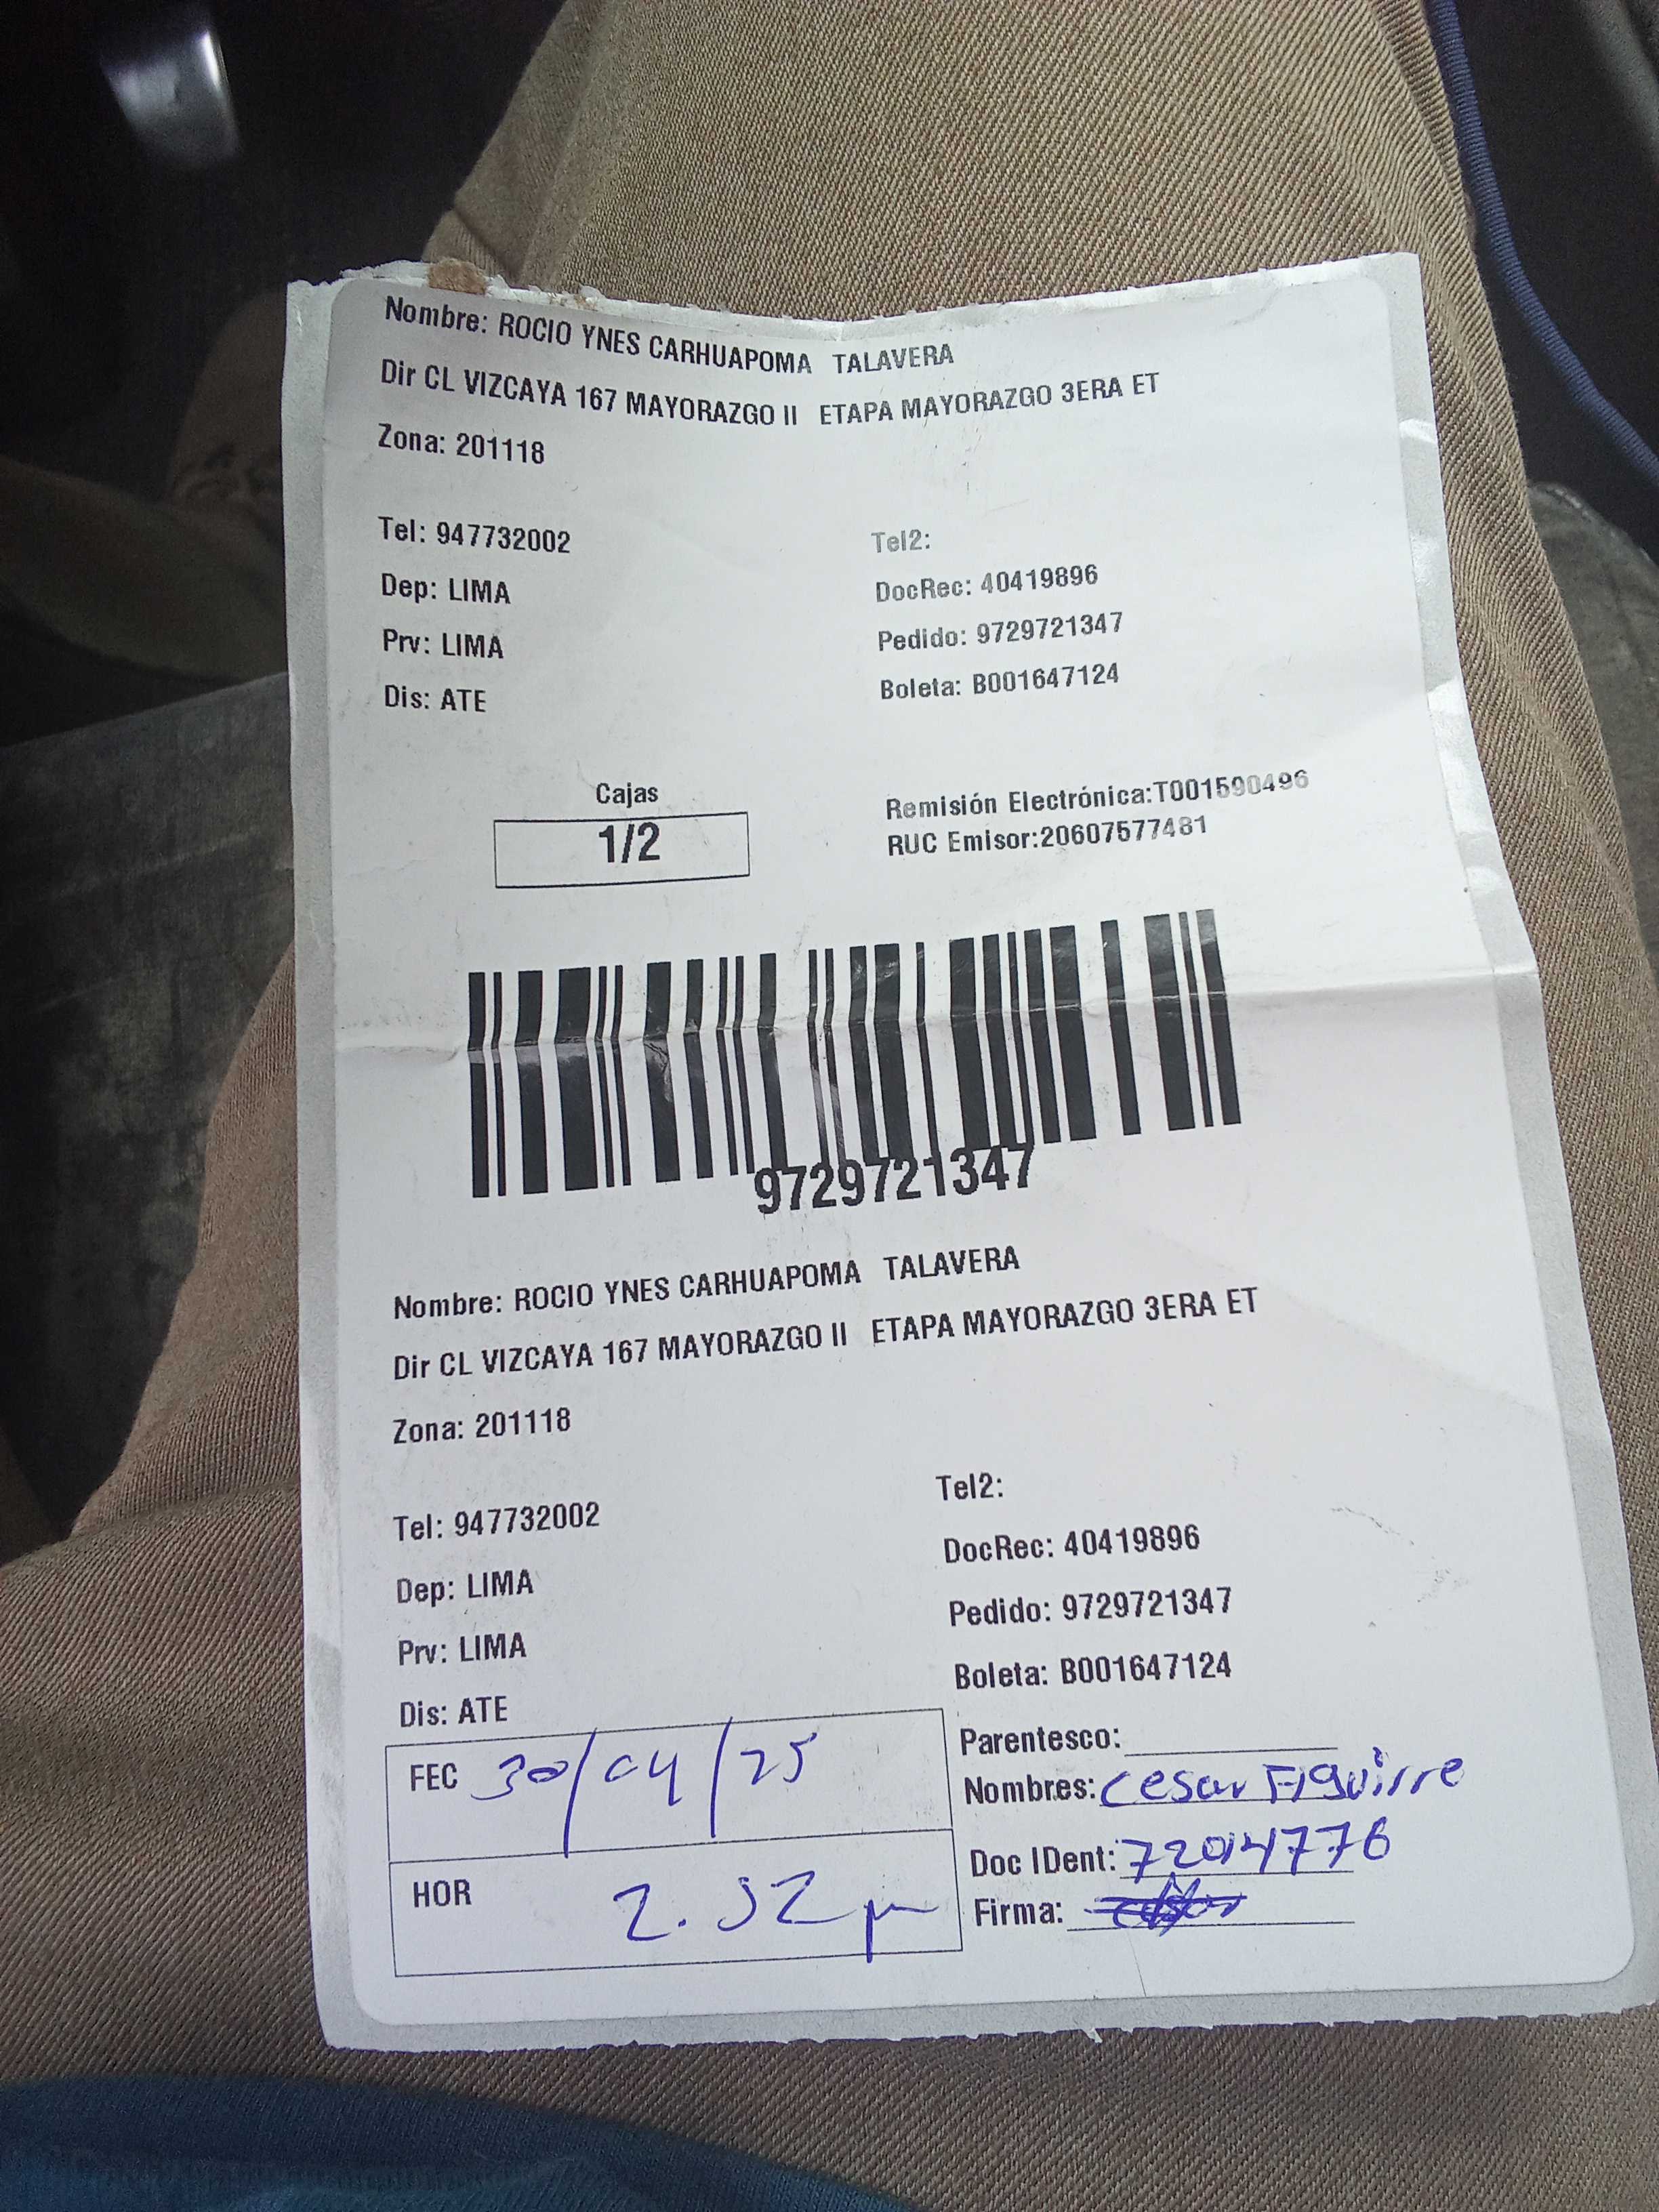 Nombre: ROCIO YNES CARHUAPOMA TALAVERA
Dir CL VIZCAYA 167 MAYORAZGO II ETAPA MAYORAZGO 3ERA ET
Zona: 201118
Tel: 947732002 Tel2:
Dep: LIMA DocRec: 40419896
Prv: LIMA Pedido: 9729721347
Dis: ATE Boleta: B001647124
Cajas
1/2
Remisión Electrónica:T001590496
RUC Emisor:20607577481
9729721347
Nombre: ROCIO YNES CARHUAPOMA TALAVERA
Dir CL VIZCAYA 167 MAYORAZGO II ETAPA MAYORAZGO 3ERA ET
Zona: 201118
Tel: 947732002 Tel2:
Dep: LIMA DocRec: 40419896
Prv: LIMA Pedido: 9729721347
Dis: ATE Boleta: B001647124
FEC 30/04/25
HOR 2.52 pm
Parentesco:
Nombres: Cesar FIGuirre
Doc IDent: 72014776
Firma: